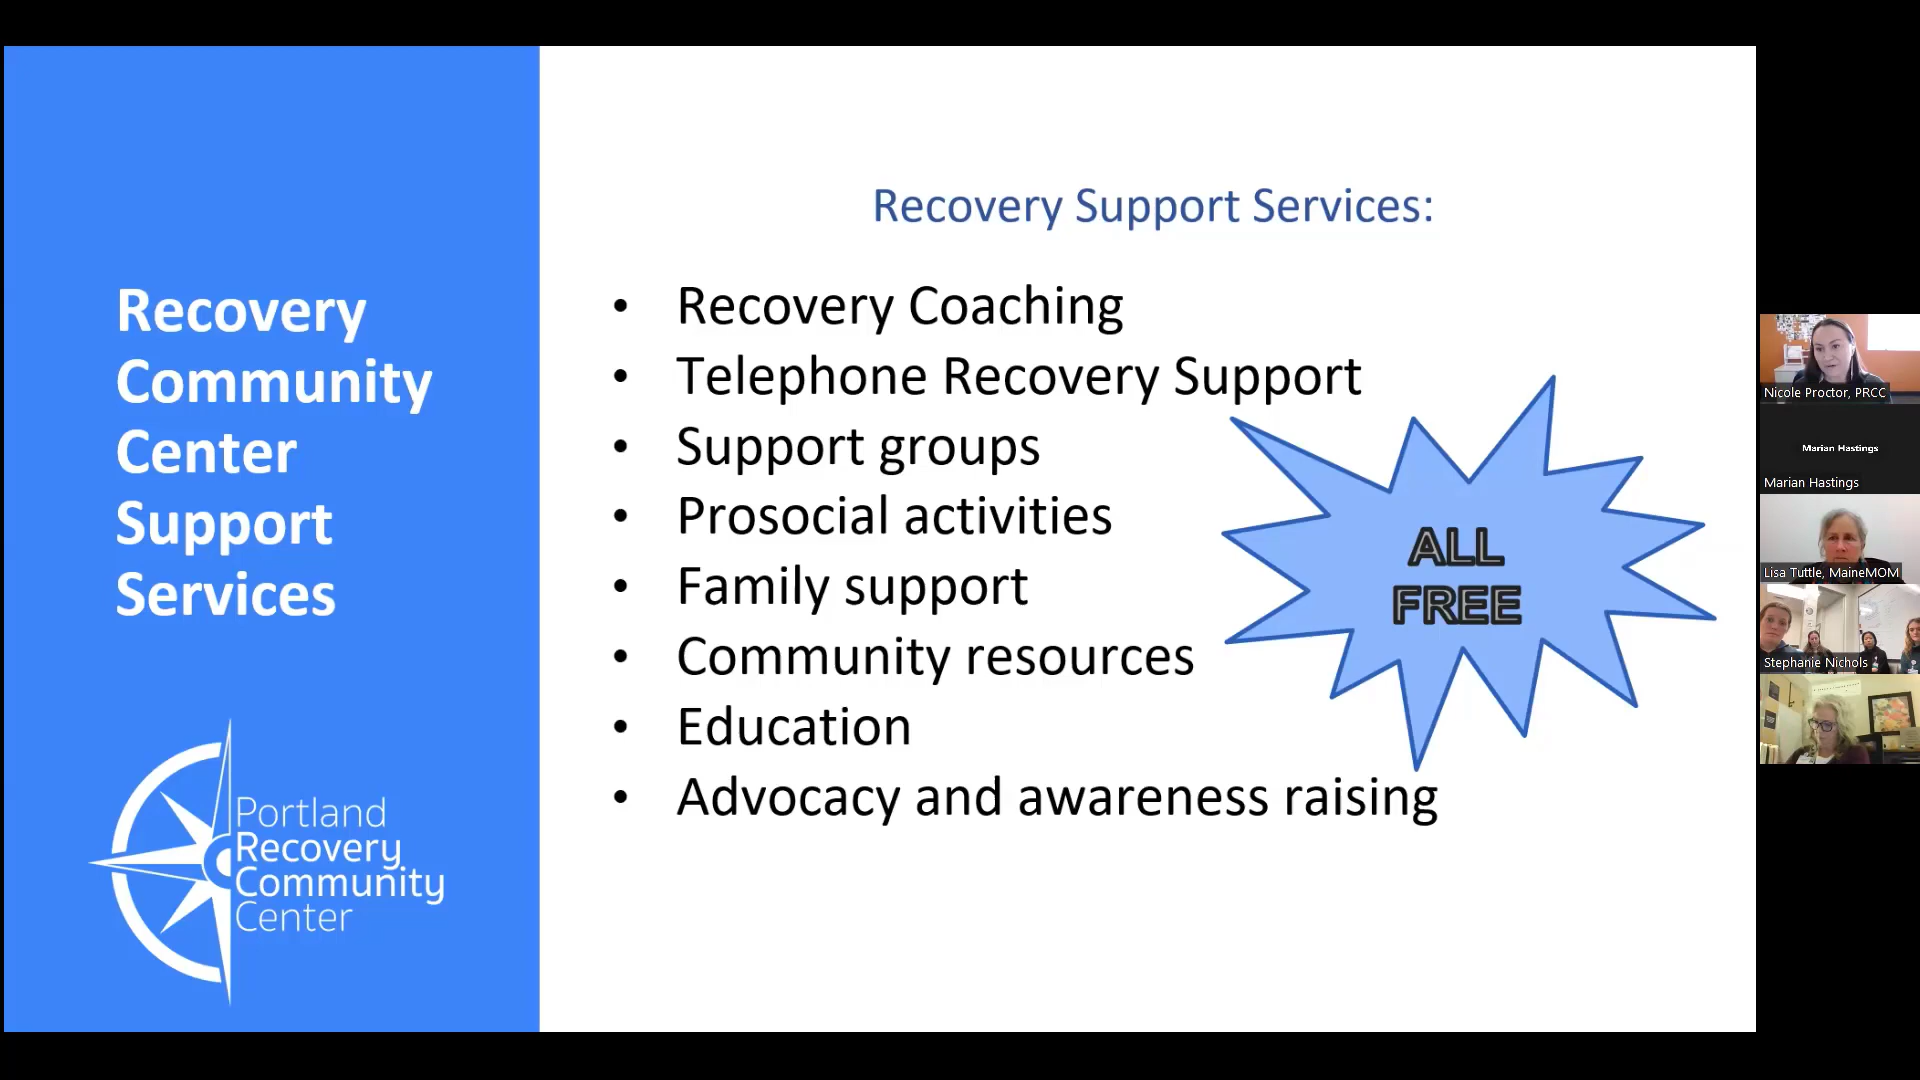 Recovery
Community
Center
Support
Services
Portland
Recovery
Community
Center
Recovery Support Services:
• Recovery Coaching
• Telephone Recovery Support
• Support groups
• Prosocial activities
• Family support
• Community resources
• Education
• Advocacy and awareness raising
ALL
FREE
Nicole Proctor, PRCC
Marian Hastings
Marian Hastings
Lisa Tuttle, MaineMOM
Stephanie Nichols